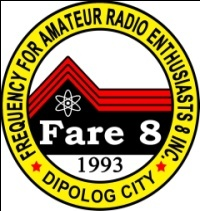 FREQUENCY FOR AMATEUR RADIO ENTHUSIASTS 8 INC.
Fare 8
1993
DIPOLOG CITY